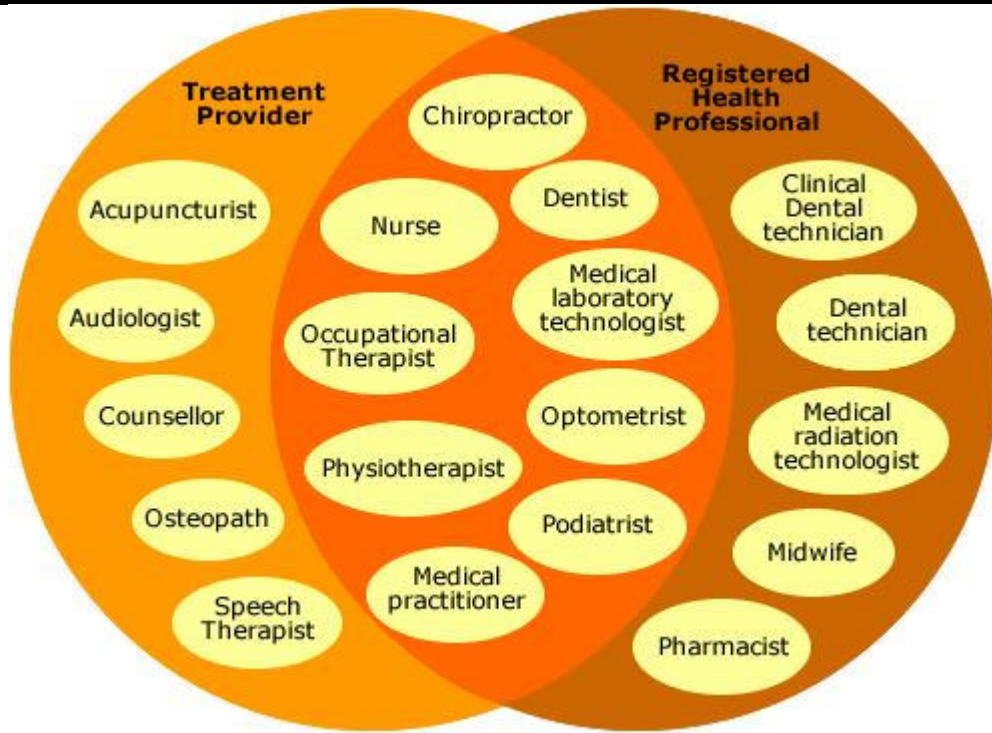 Treatment
Provider
Acupuncturist
Audiologist
Counsellor
Osteopath
Speech
Therapist
Chiropractor
Dentist
Nurse
Medical
laboratory
technologist
Occupational
Therapist
Optometrist
Physiotherapist
Podiatrist
Medical
practitioner
Registered
Health
Professional
Clinical
Dental
technician
Dental
technician
Medical
radiation
technologist
Midwife
Pharmacist